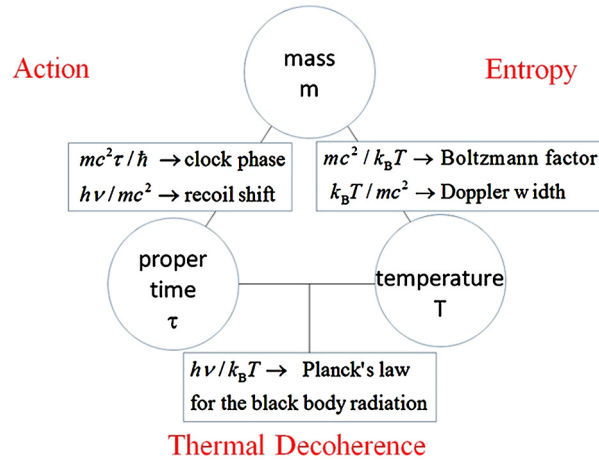 Action
Entropy
mass
m
mc²τ/ħ → clock phase
hν/mc² → recoil shift
mc²/k_BT → Boltzmann factor
k_BT/mc² → Doppler width
proper
time
τ
temperature
T
hν/k_BT → Planck's law
for the black body radiation
Thermal Decoherence